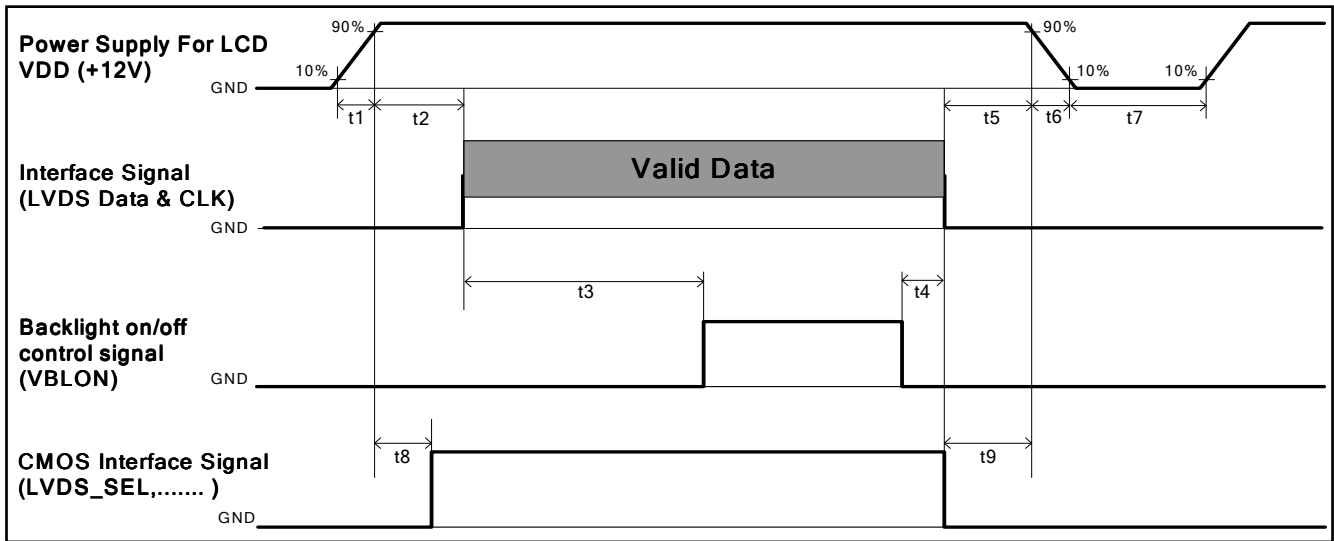 Power Supply For LCD
VDD (+12V)
90%
10%
GND
t1
t2
t5
90%
t6
10%
t7
10%
Interface Signal
(LVDS Data & CLK)
Valid Data
GND
t3
t4
Backlight on/off
control signal
(VBLON)
GND
t8
t9
CMOS Interface Signal
(LVDS_SEL,....... )
GND